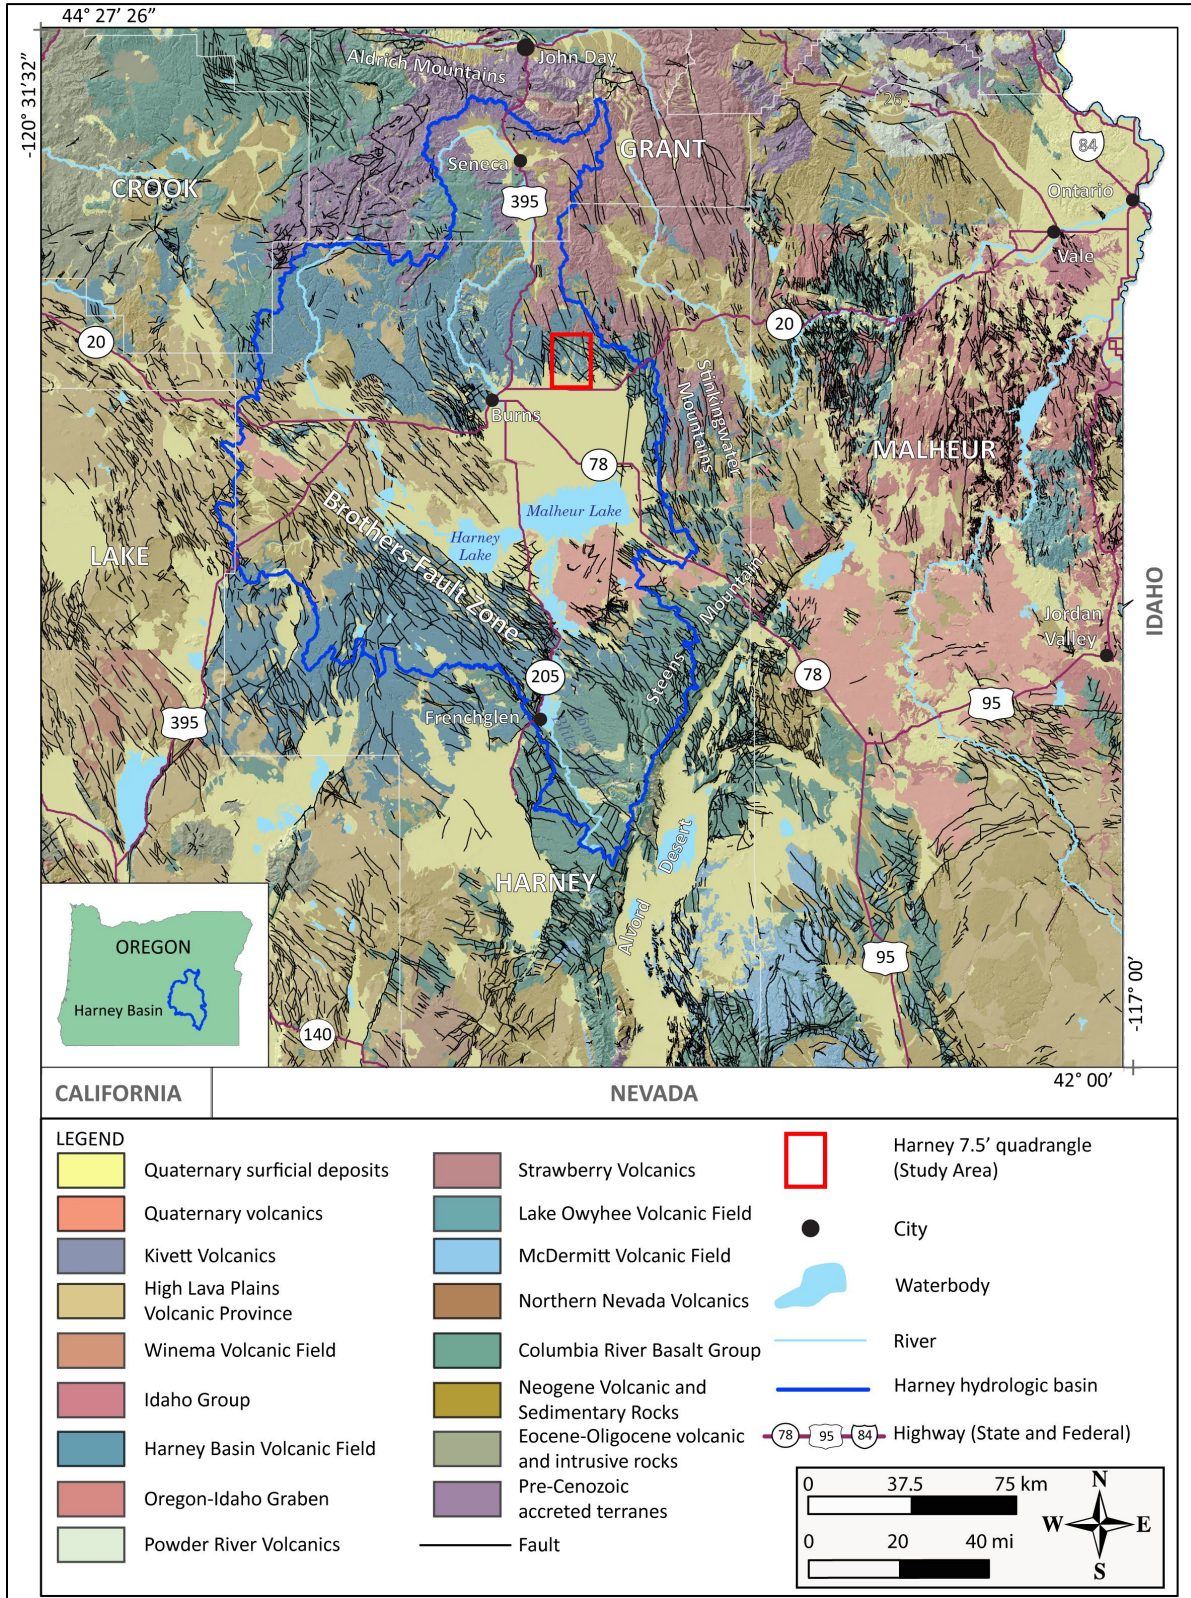 44° 27' 26”
-120° 31' 32”
Aldrich Mountains
John Day
26
84
GRANT
Seneca
CROOK
395
Ontario
Vale
20
20
Burns
Stinkingwater
Mountains
MALHEUR
78
Malheur Lake
Brothers Fault Zone
Harney
Lake
LAKE
IDAHO
Steens Mountain
Jordan
Valley
205
78
95
395
Frenchglen
Desert
HARNEY
Alvord
95
OREGON
Harney Basin
140
-117° 00'
42° 00'
CALIFORNIA
NEVADA
LEGEND
Quaternary surficial deposits
Quaternary volcanics
Kivett Volcanics
High Lava Plains
Volcanic Province
Winema Volcanic Field
Idaho Group
Harney Basin Volcanic Field
Oregon-Idaho Graben
Powder River Volcanics
Strawberry Volcanics
Lake Owyhee Volcanic Field
McDermitt Volcanic Field
Northern Nevada Volcanics
Columbia River Basalt Group
Neogene Volcanic and
Sedimentary Rocks
Eocene-Oligocene volcanic
and intrusive rocks
Pre-Cenozoic
accreted terranes
Fault
Harney 7.5' quadrangle
(Study Area)
City
Waterbody
River
Harney hydrologic basin
78 95 84 Highway (State and Federal)
0 37.5 75 km
0 20 40 mi
N
W E
S